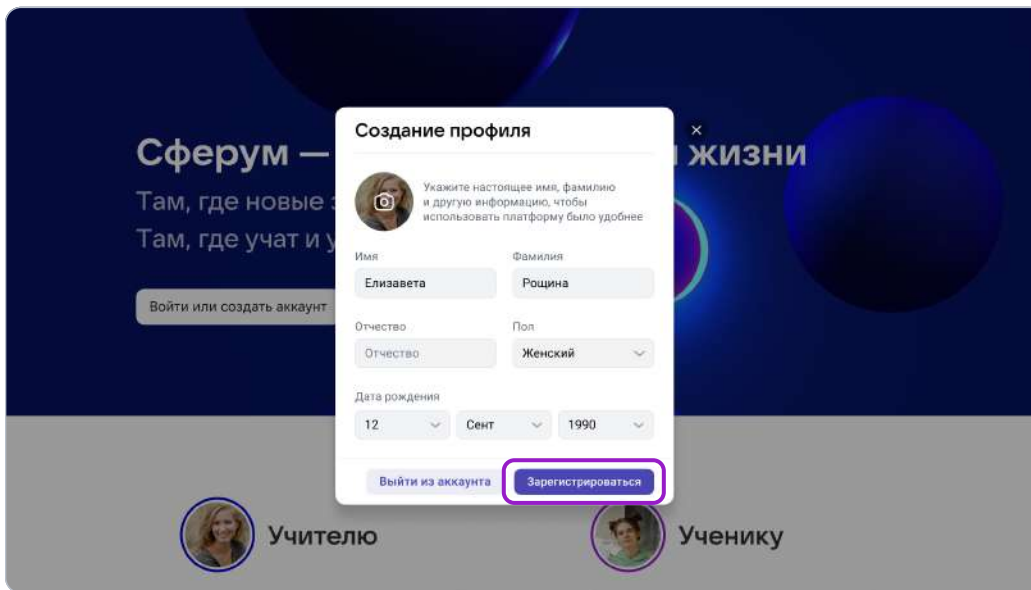 Создание профиля
Сферум —
жизни
Укажите настоящее имя, фамилию
и другую информацию, чтобы
использовать платформу было удобнее
Там, где новые
Там, где учат и у
Имя
Фамилия
Елизавета
Рощина
Войти или создать аккаунт
Отчество
Пол
Отчество
Женский
Дата рождения
12
Сент
1990
Выйти из аккаунта
Зарегистрироваться
Учителю
Ученику